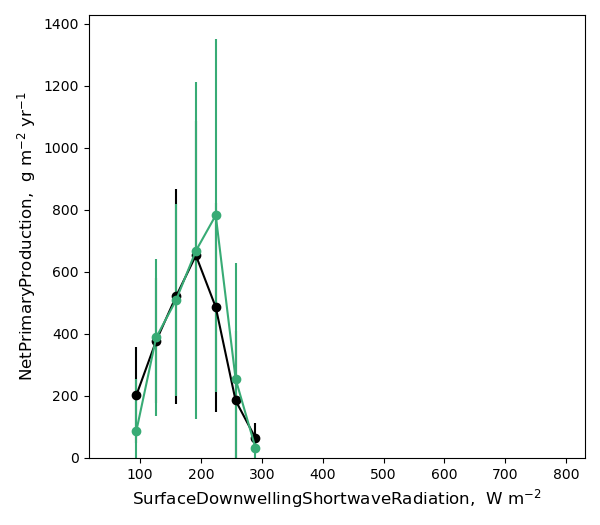 1400
1200
1000
800
600
400
200
0
NetPrimaryProduction,  g m⁻² yr⁻¹
100 200 300 400 500 600 700 800
SurfaceDownwellingShortwaveRadiation,  W m⁻²